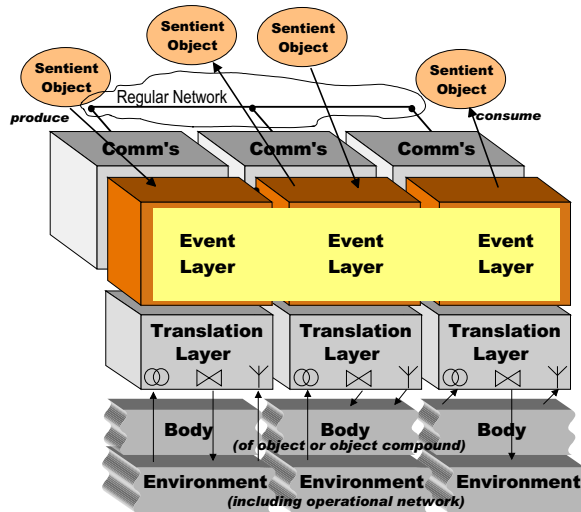 Sentient
Object
Sentient
Object
Sentient
Object
Sentient
Object
Regular Network
produce
consume
Comm's
Comm's
Comm's
Event
Layer
Event
Layer
Event
Layer
Translation
Layer
Translation
Layer
Translation
Layer
Body
Body
Body
(of object or object compound)
Environment
Environment
Environment
(including operational network)